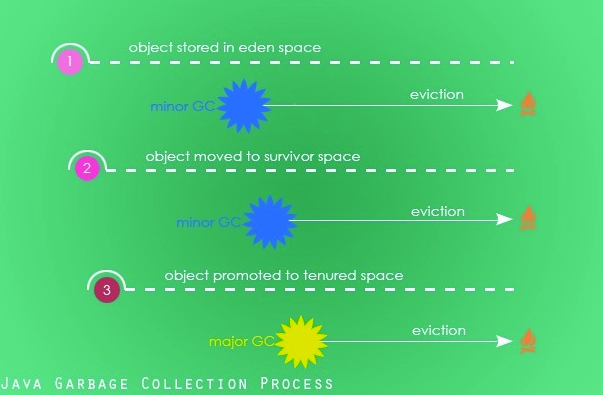 1
object stored in eden space
eviction
minor GC
2
object moved to survivor space
eviction
minor GC
3
object promoted to tenured space
eviction
major GC
Java Garbage Collection Process